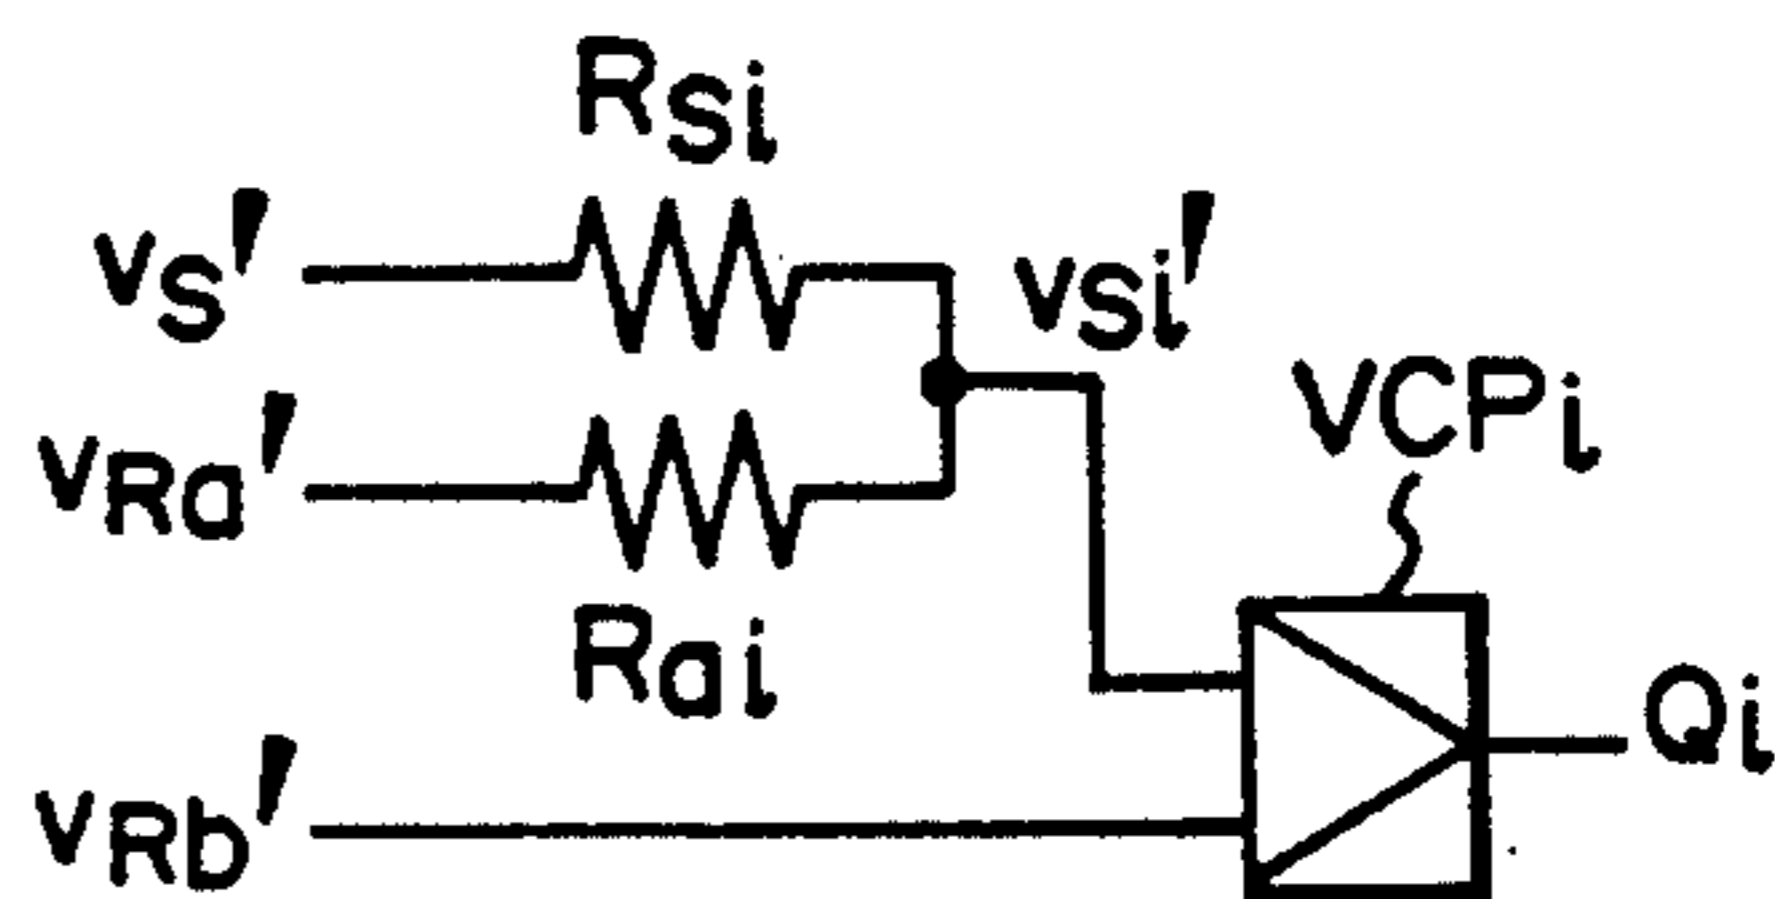 RSi
vS'
vSi'
VCPi
vRa'
Rai
Qi
vRb'